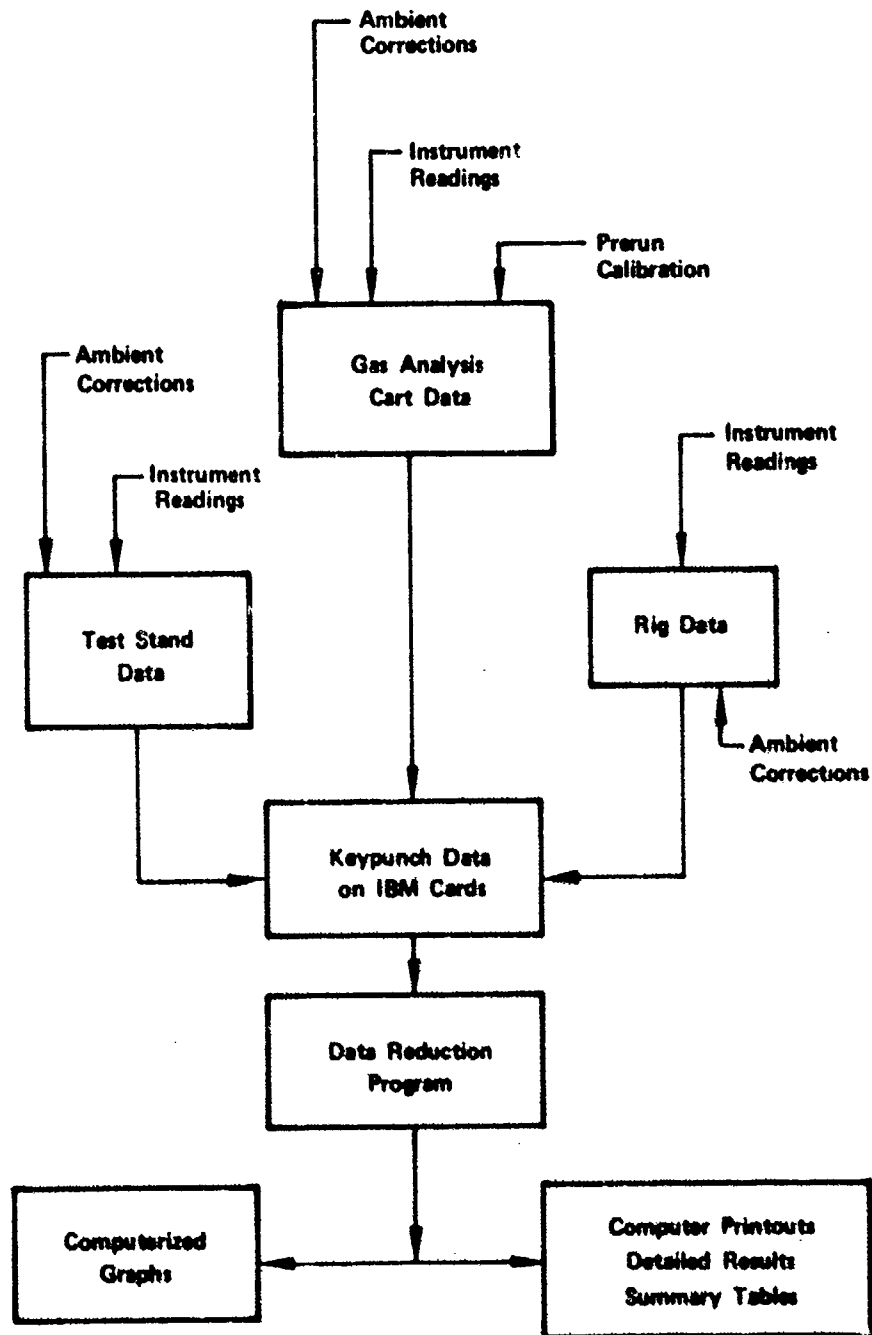 Ambient
Corrections
Instrument
Readings
Prerun
Calibration
Gas Analysis
Cart Data
Ambient
Corrections
Instrument
Readings
Test Stand
Data
Instrument
Readings
Rig Data
Ambient
Corrections
Keypunch Data
on IBM Cards
Data Reduction
Program
Computerized
Graphs
Computer Printouts
Detailed Results
Summary Tables